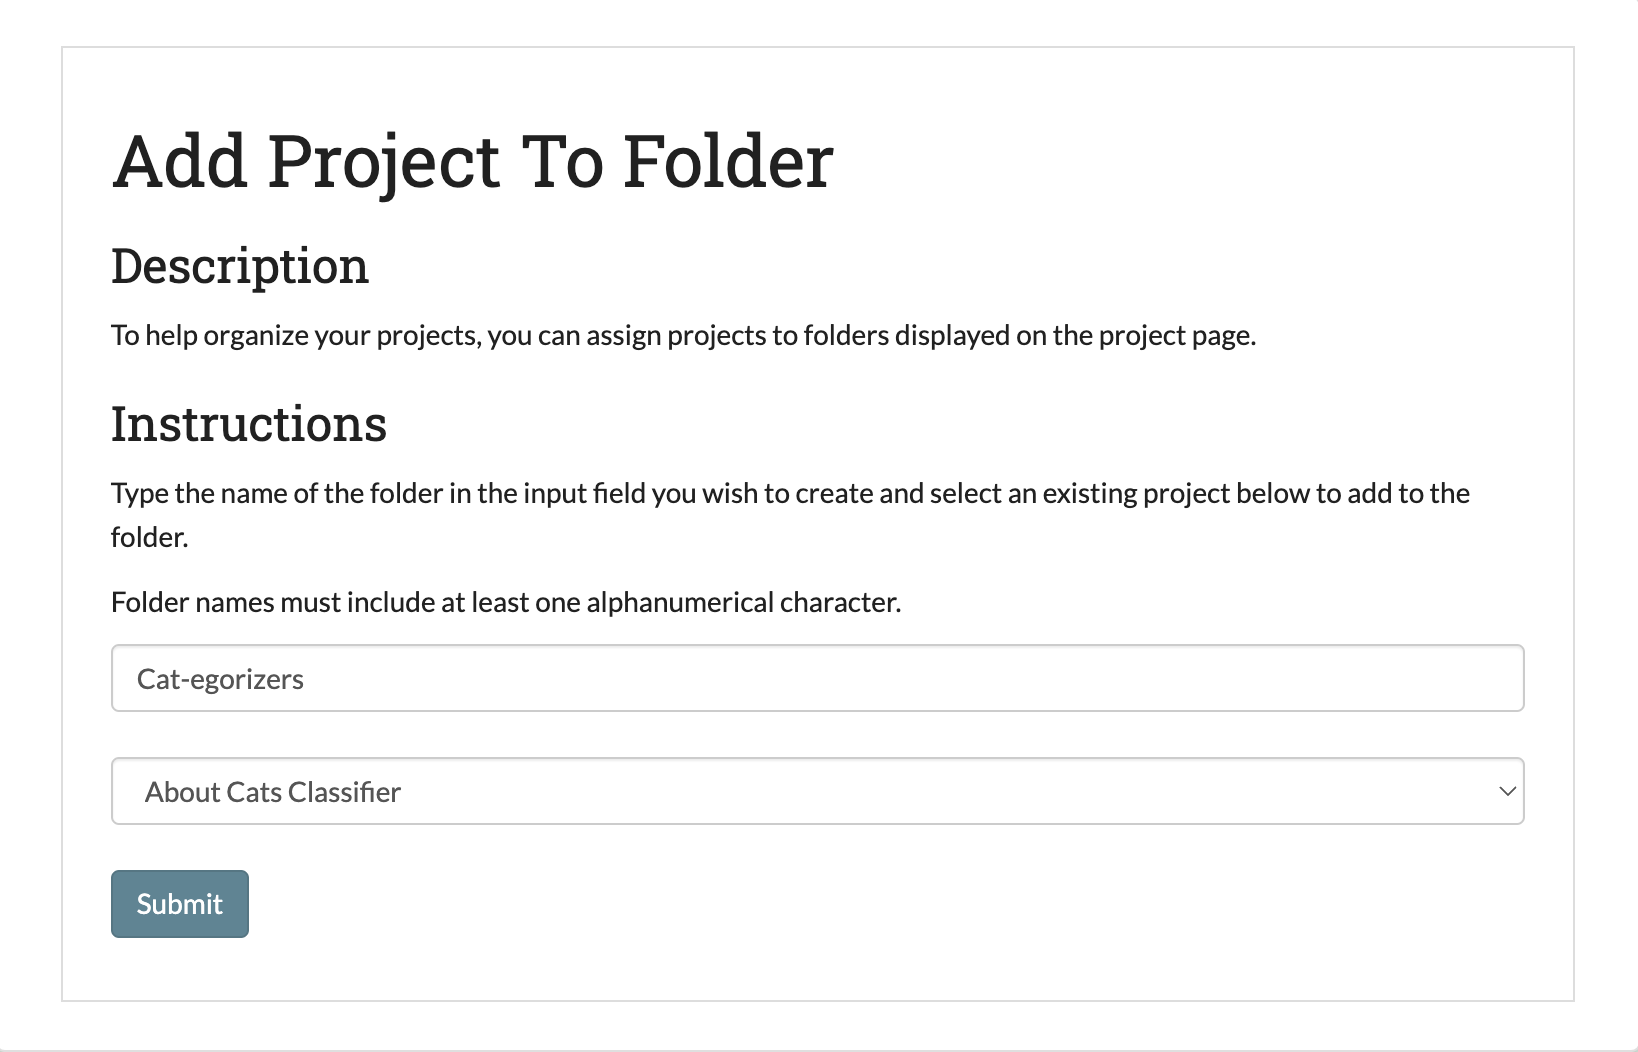 Add Project To Folder
Description
To help organize your projects, you can assign projects to folders displayed on the project page.
Instructions
Type the name of the folder in the input field you wish to create and select an existing project below to add to the
folder.
Folder names must include at least one alphanumerical character.
Cat-egorizers
About Cats Classifier
Submit